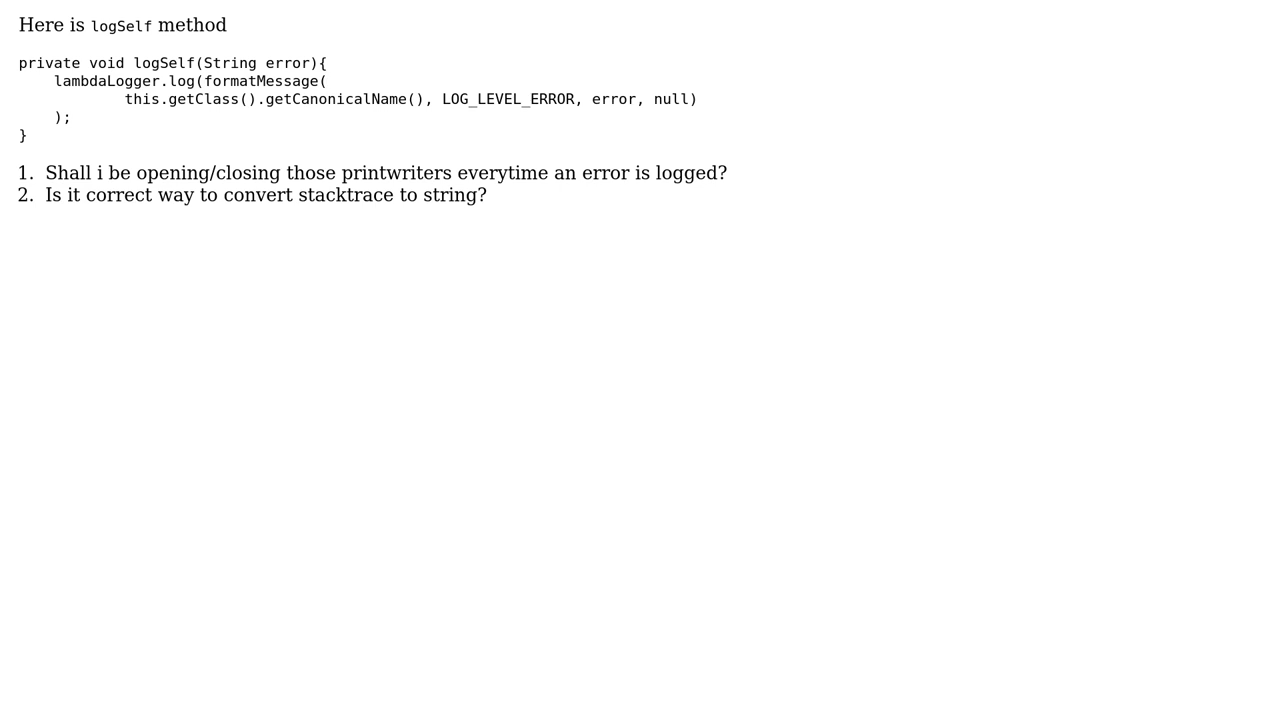 Here is logSelf method
private void logSelf(String error){
    lambdaLogger.log(formatMessage(
            this.getClass().getCanonicalName(), LOG_LEVEL_ERROR, error, null)
    );
}
1. Shall i be opening/closing those printwriters everytime an error is logged?
2. Is it correct way to convert stacktrace to string?